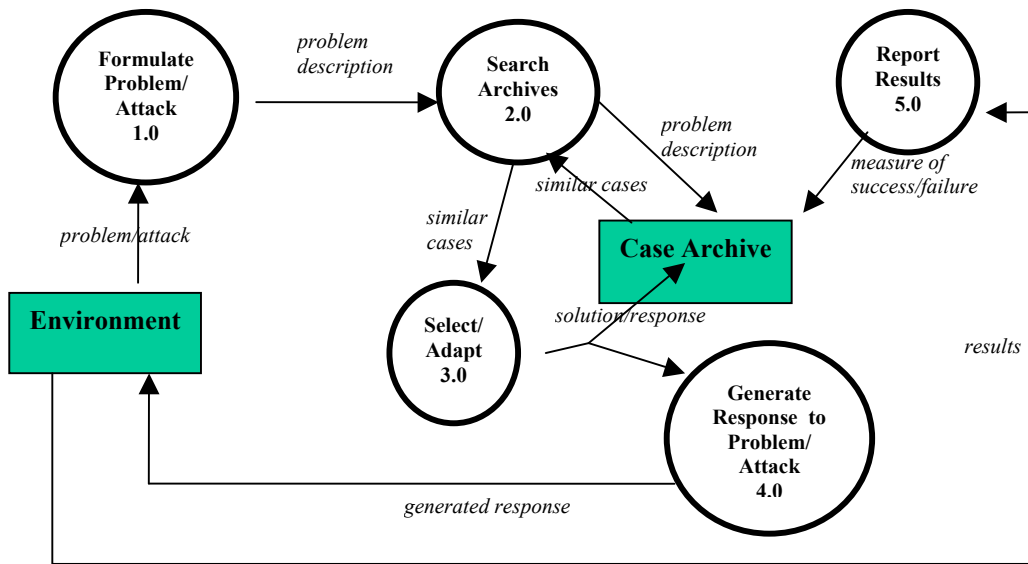 Formulate
Problem/
Attack
1.0
problem
description
Search
Archives
2.0
Report
Results
5.0
problem
description
measure of
success/failure
similar cases
similar
cases
problem/attack
Case Archive
Environment
solution/response
Select/
Adapt
3.0
results
Generate
Response to
Problem/
Attack
4.0
generated response